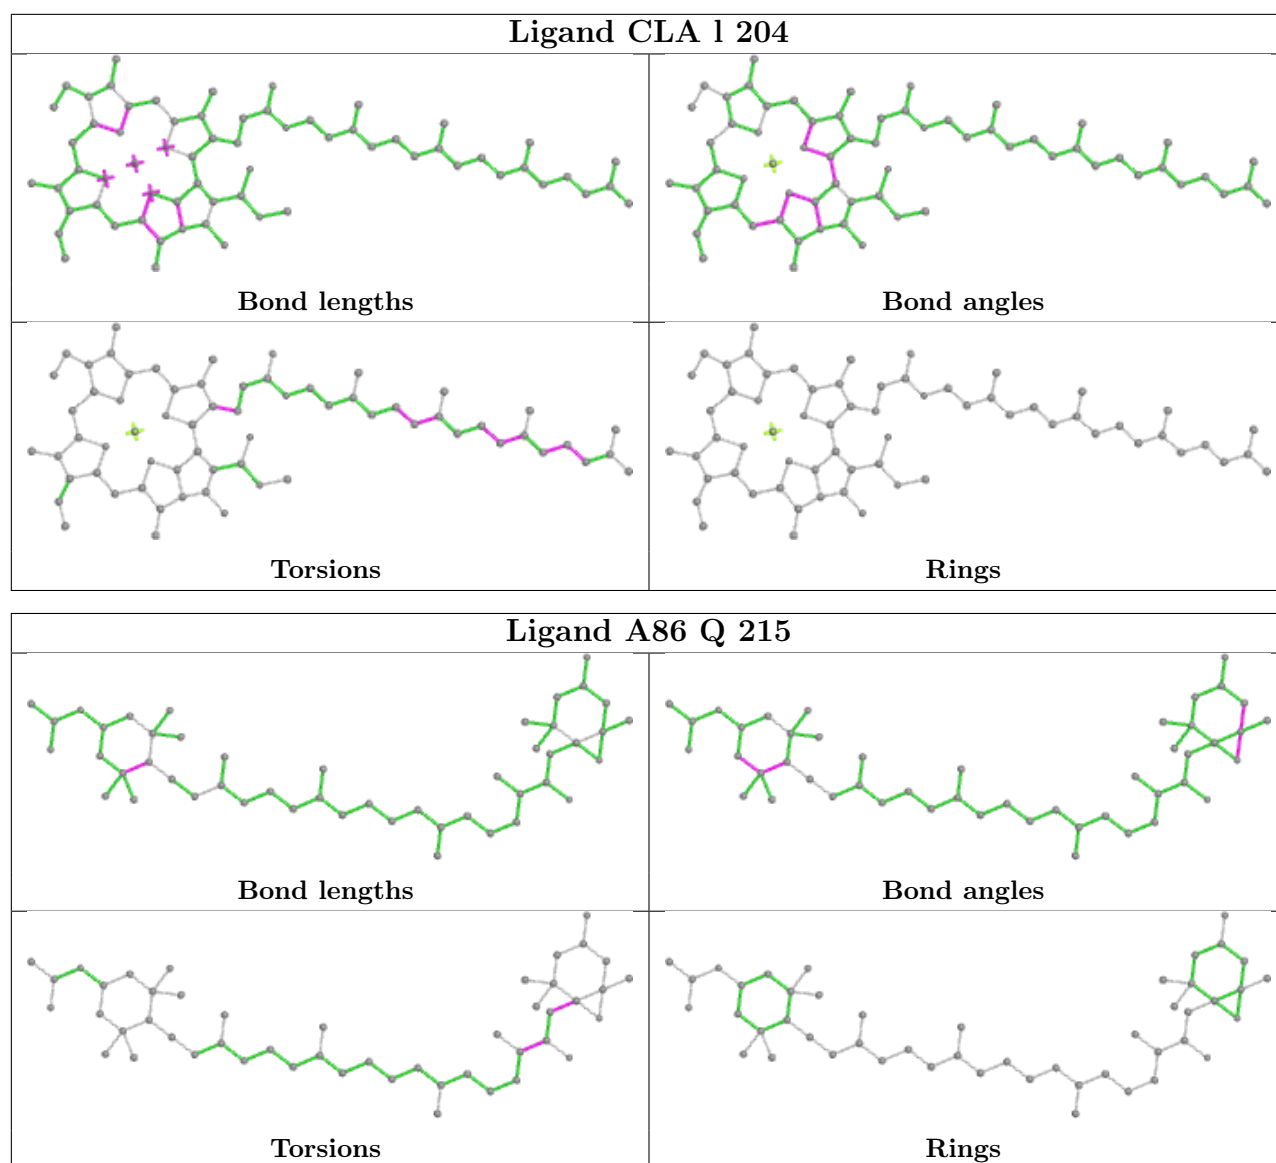 Ligand CLA l 204
Bond lengths
Bond angles
Torsions
Rings
Ligand A86 Q 215
Bond lengths
Bond angles
Torsions
Rings